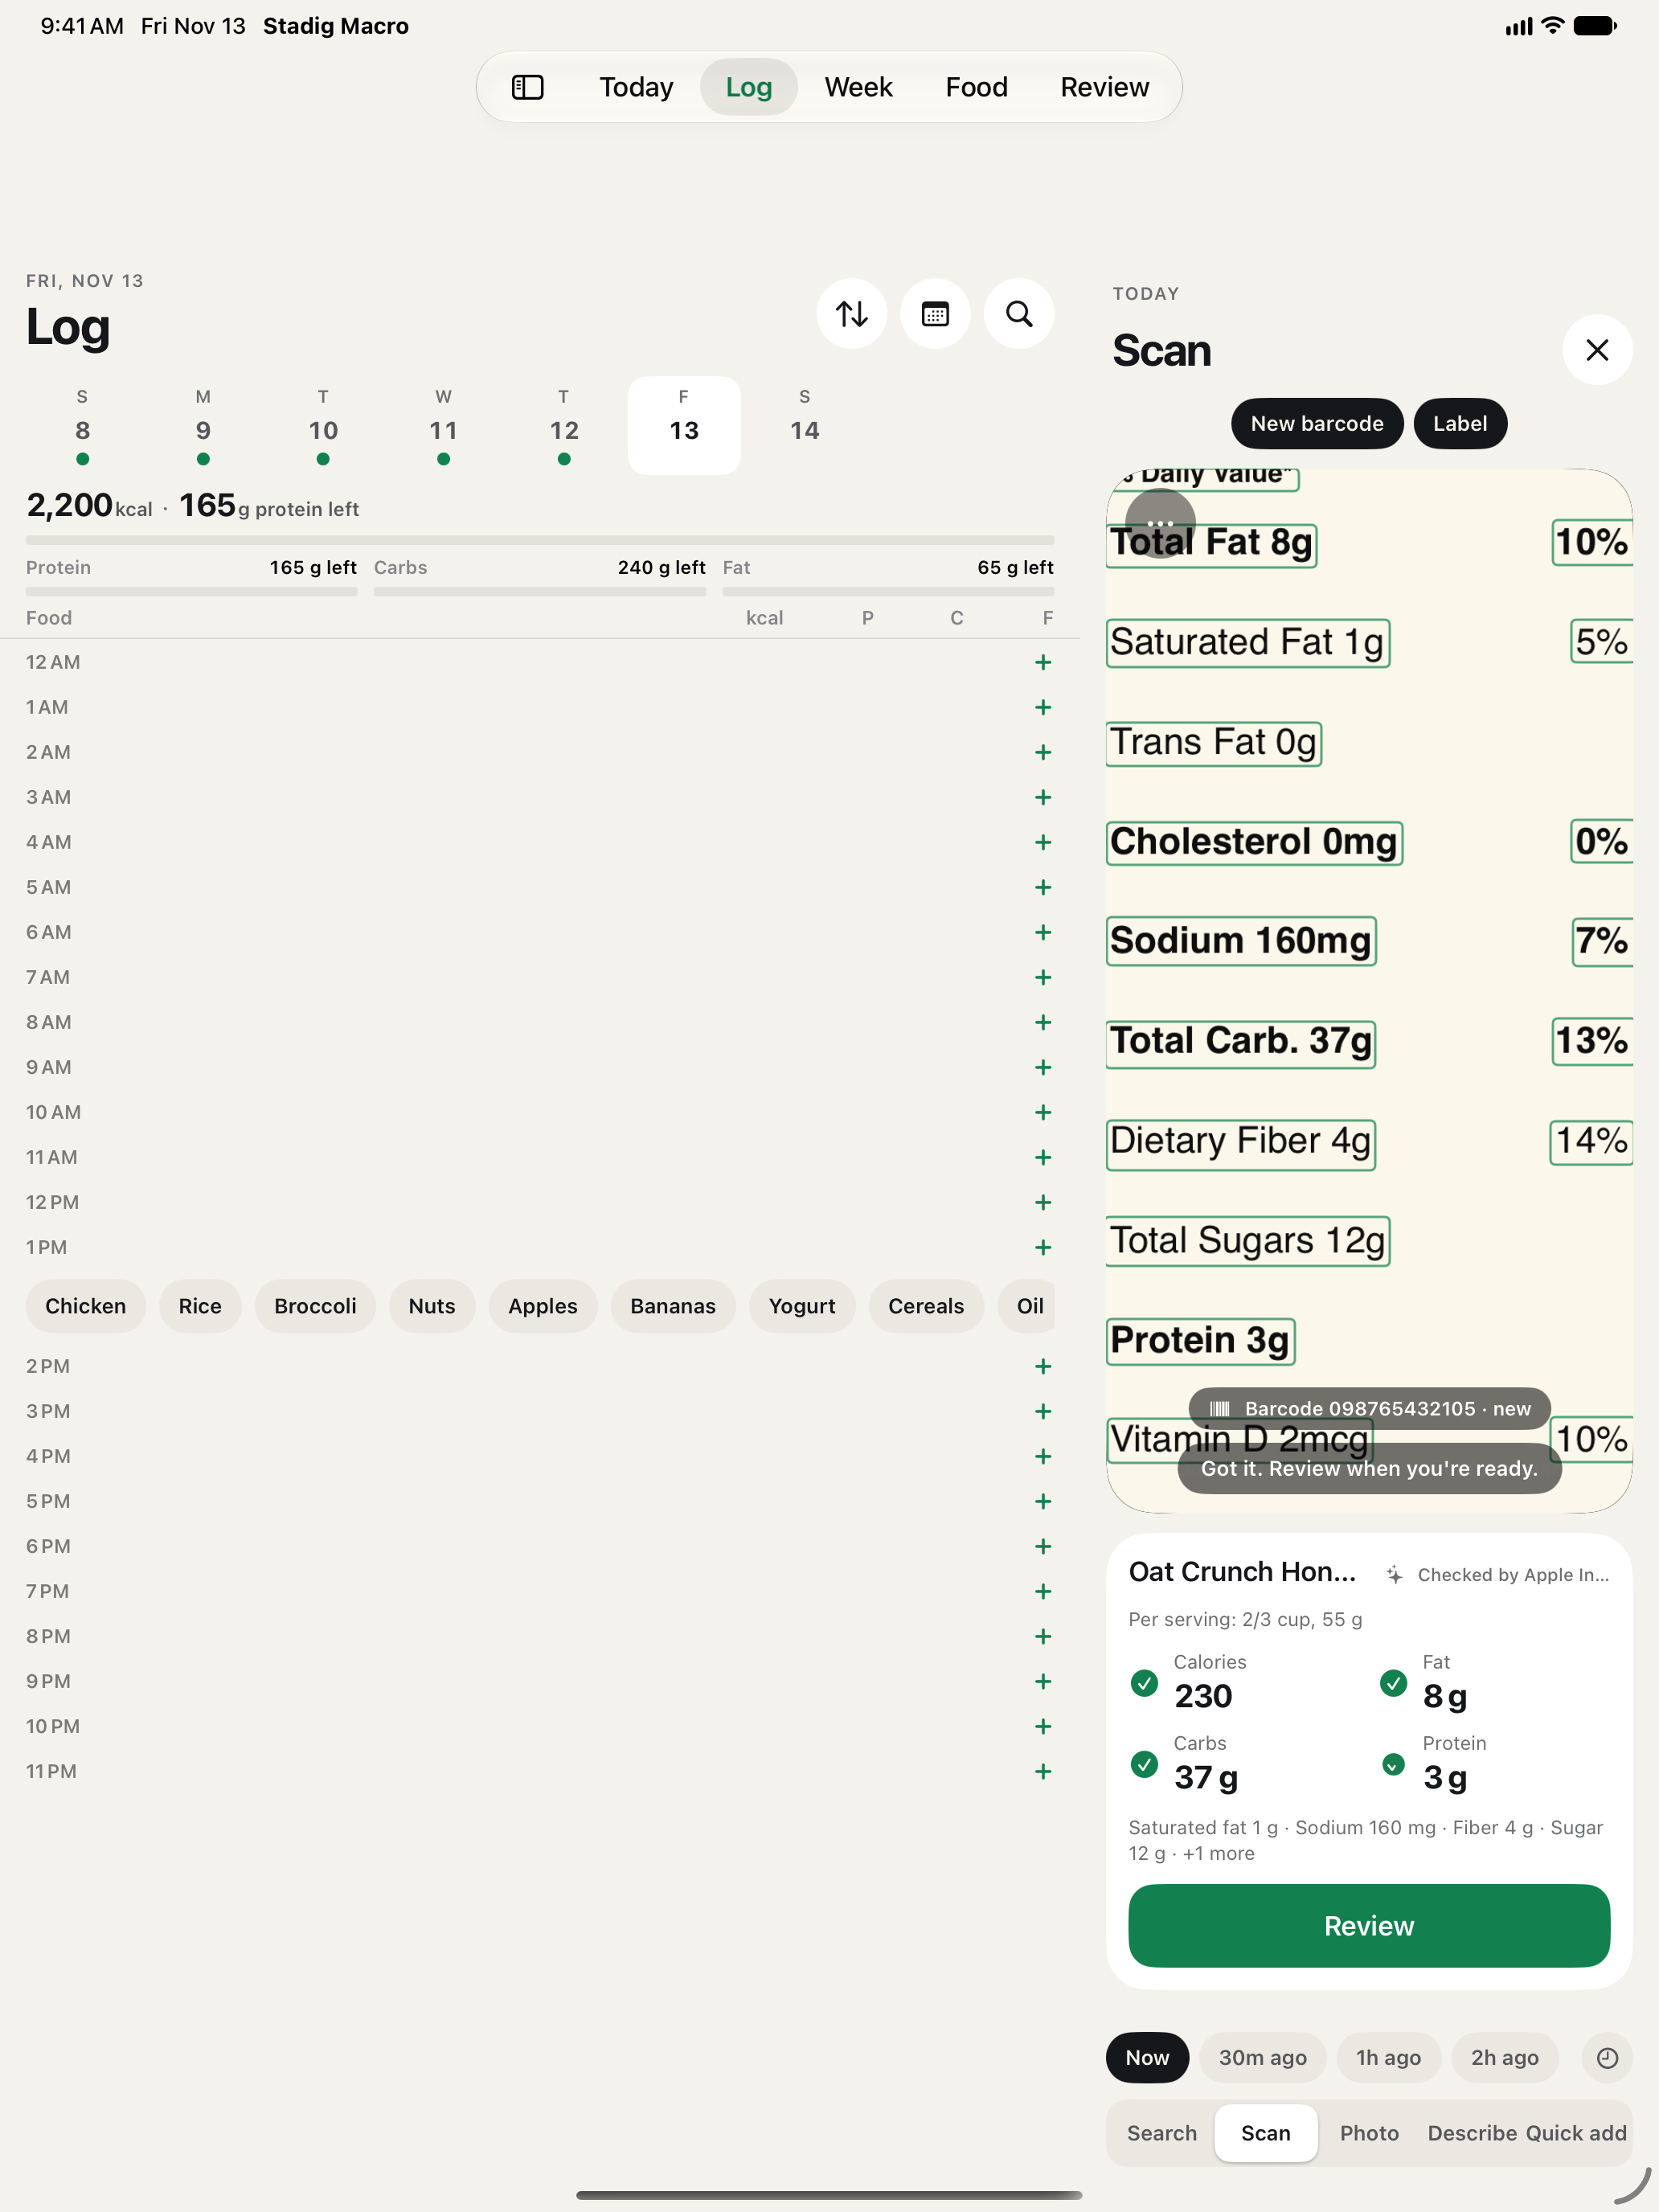 9:41 AM Fri Nov 13 Stadig Macro
Today Log Week Food Review
FRI, NOV 13
Log
S M T W T F S
8 9 10 11 12 13 14
2,200 kcal · 165 g protein left
Protein 165 g left Carbs 240 g left Fat 65 g left
Food kcal P C F
12 AM
1 AM
2 AM
3 AM
4 AM
5 AM
6 AM
7 AM
8 AM
9 AM
10 AM
11 AM
12 PM
1 PM
Chicken Rice Broccoli Nuts Apples Bananas Yogurt Cereals Oil
2 PM
3 PM
4 PM
5 PM
6 PM
7 PM
8 PM
9 PM
10 PM
11 PM
TODAY
Scan
New barcode Label
% Daily Value*
Total Fat 8g 10%
Saturated Fat 1g 5%
Trans Fat 0g
Cholesterol 0mg 0%
Sodium 160mg 7%
Total Carb. 37g 13%
Dietary Fiber 4g 14%
Total Sugars 12g
Protein 3g
Barcode 098765432105 · new
Vitamin D 2mcg 10%
Got it. Review when you're ready.
Oat Crunch Hon... Checked by Apple In...
Per serving: 2/3 cup, 55 g
Calories Fat
230 8 g
Carbs Protein
37 g 3 g
Saturated fat 1 g · Sodium 160 mg · Fiber 4 g · Sugar
12 g · +1 more
Review
Now 30m ago 1h ago 2h ago
Search Scan Photo Describe Quick add